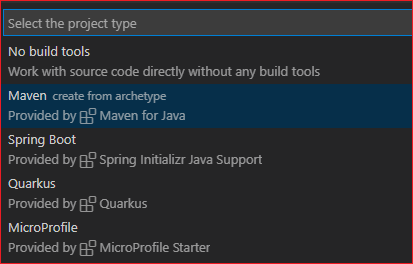 Select the project type
No build tools
Work with source code directly without any build tools
Maven create from archetype
Provided by Maven for Java
Spring Boot
Provided by Spring Initializr Java Support
Quarkus
Provided by Quarkus
MicroProfile
Provided by MicroProfile Starter